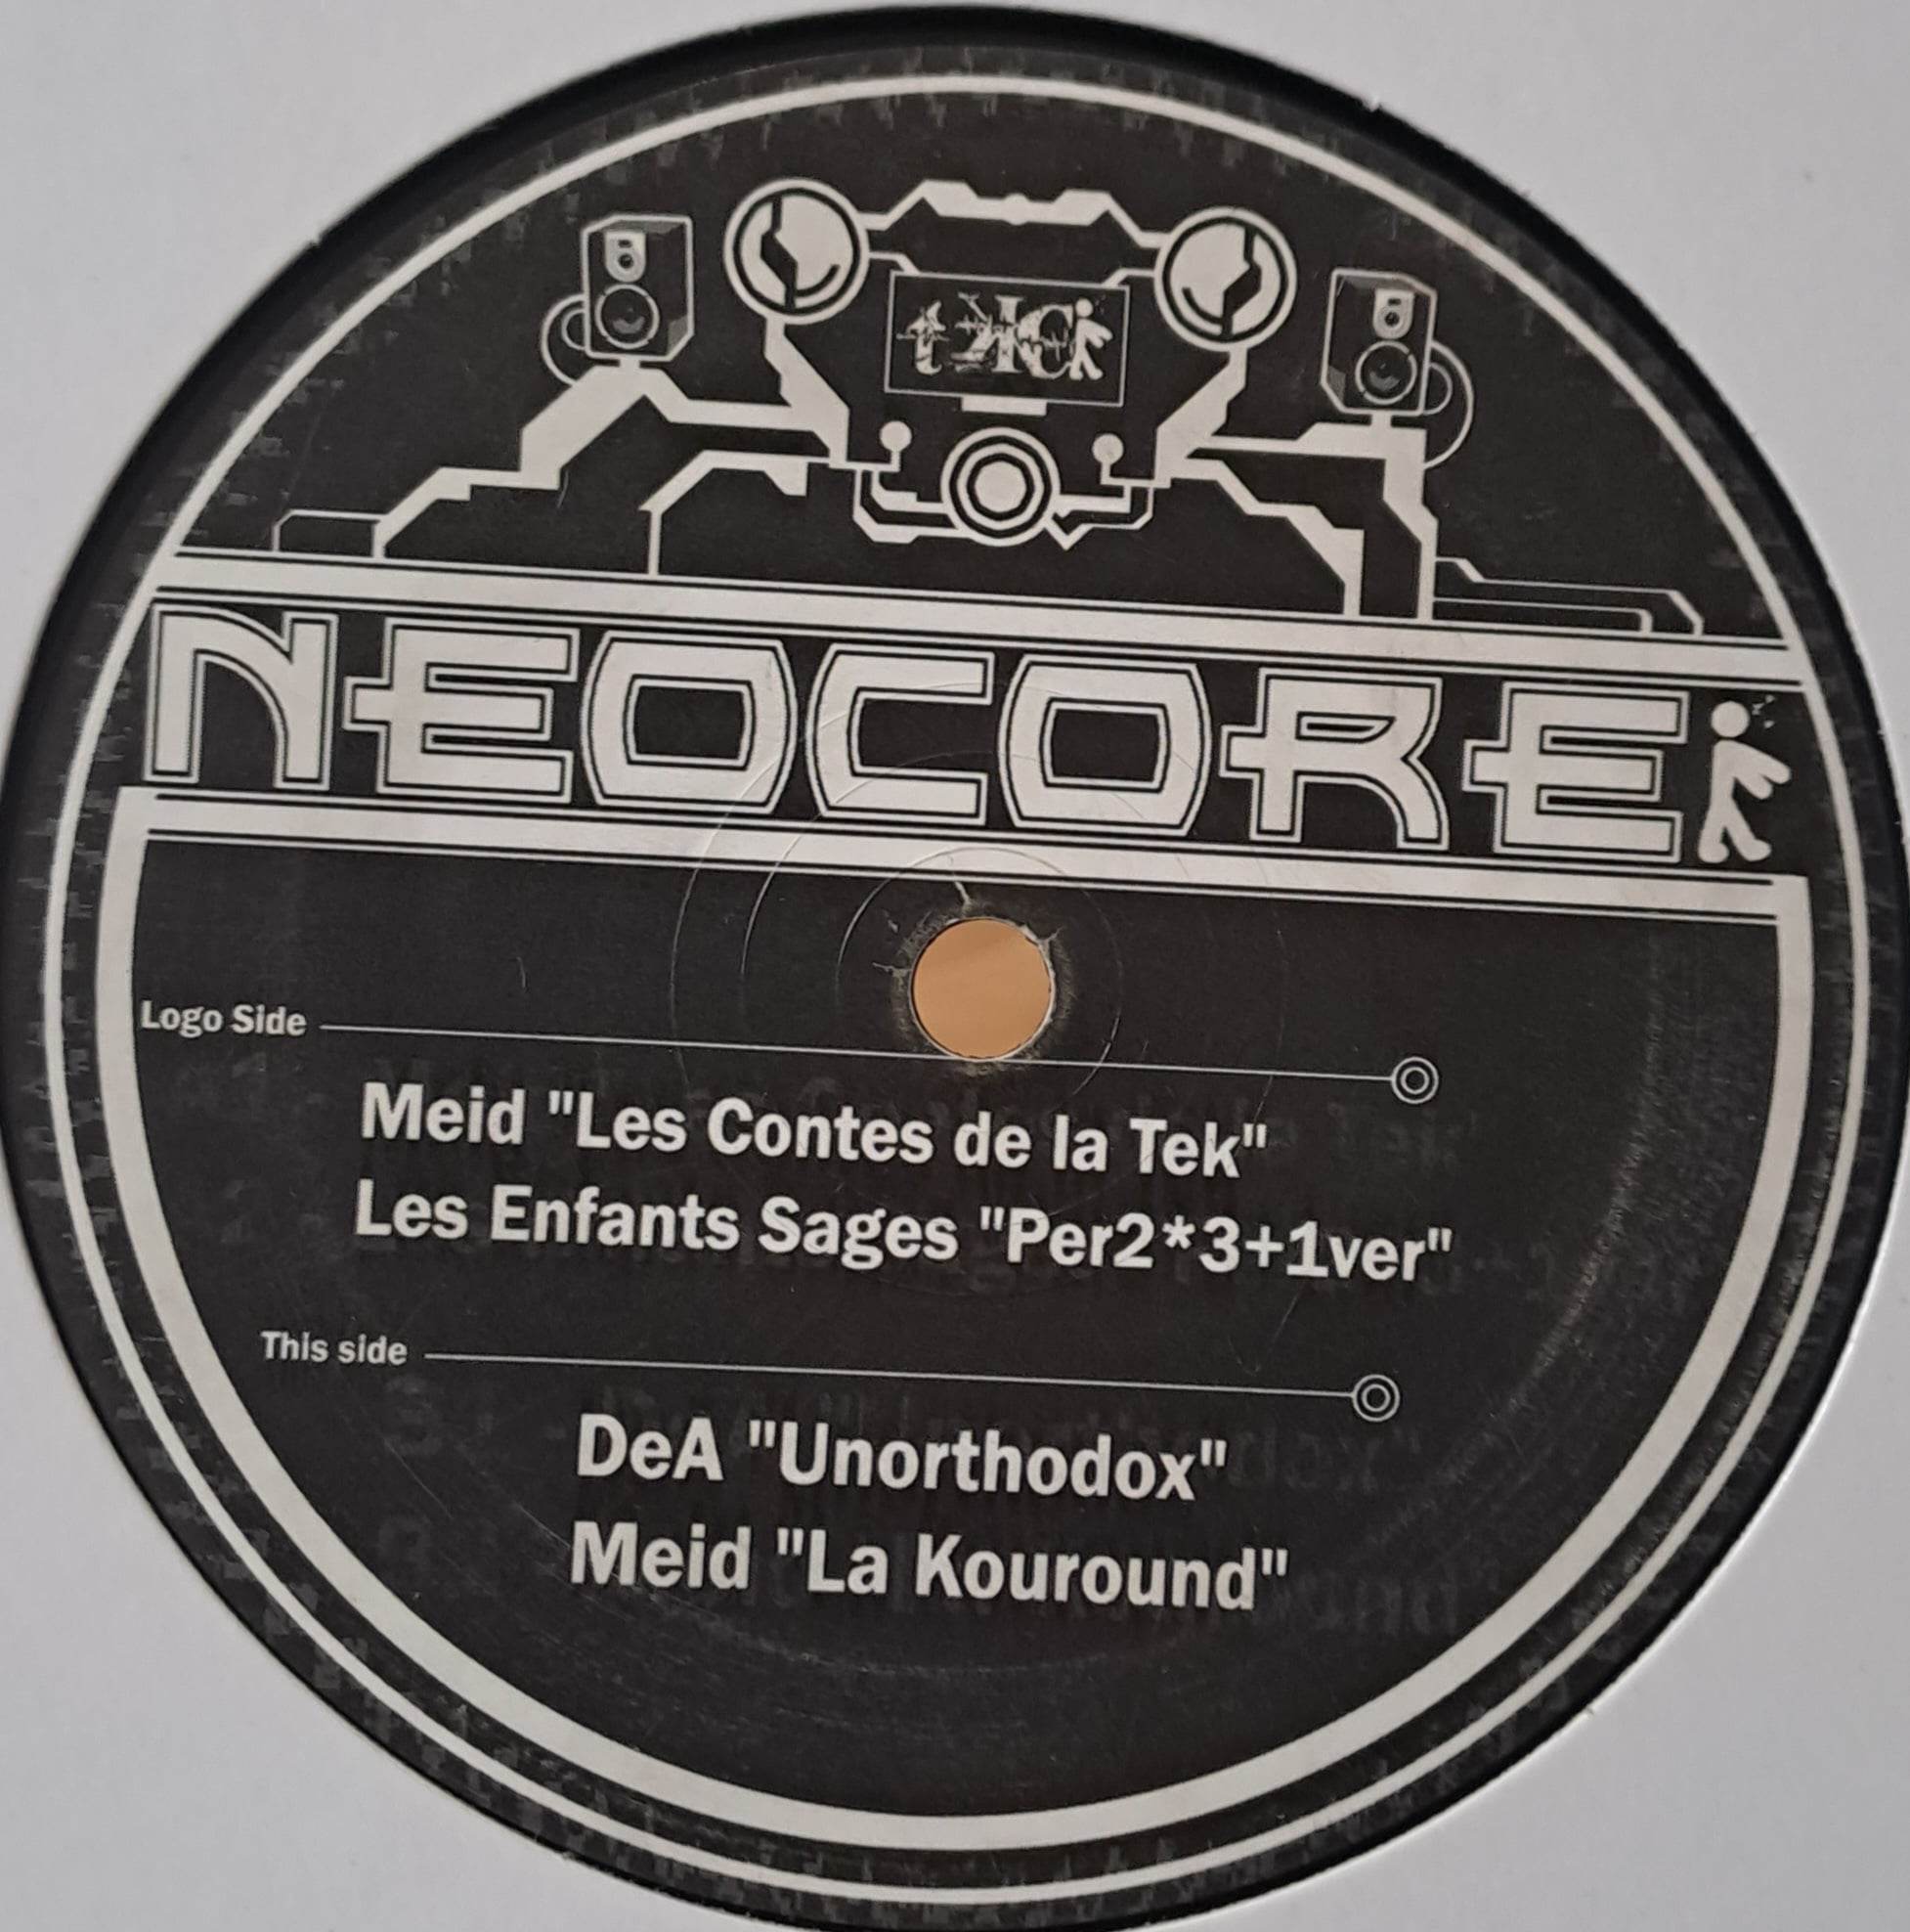 NEOCORE
Logo Side
Meid "Les Contes de la Tek"
Les Enfants Sages "Per2*3+1ver"
This side
DeA "Unorthodox"
Meid "La Kouround"